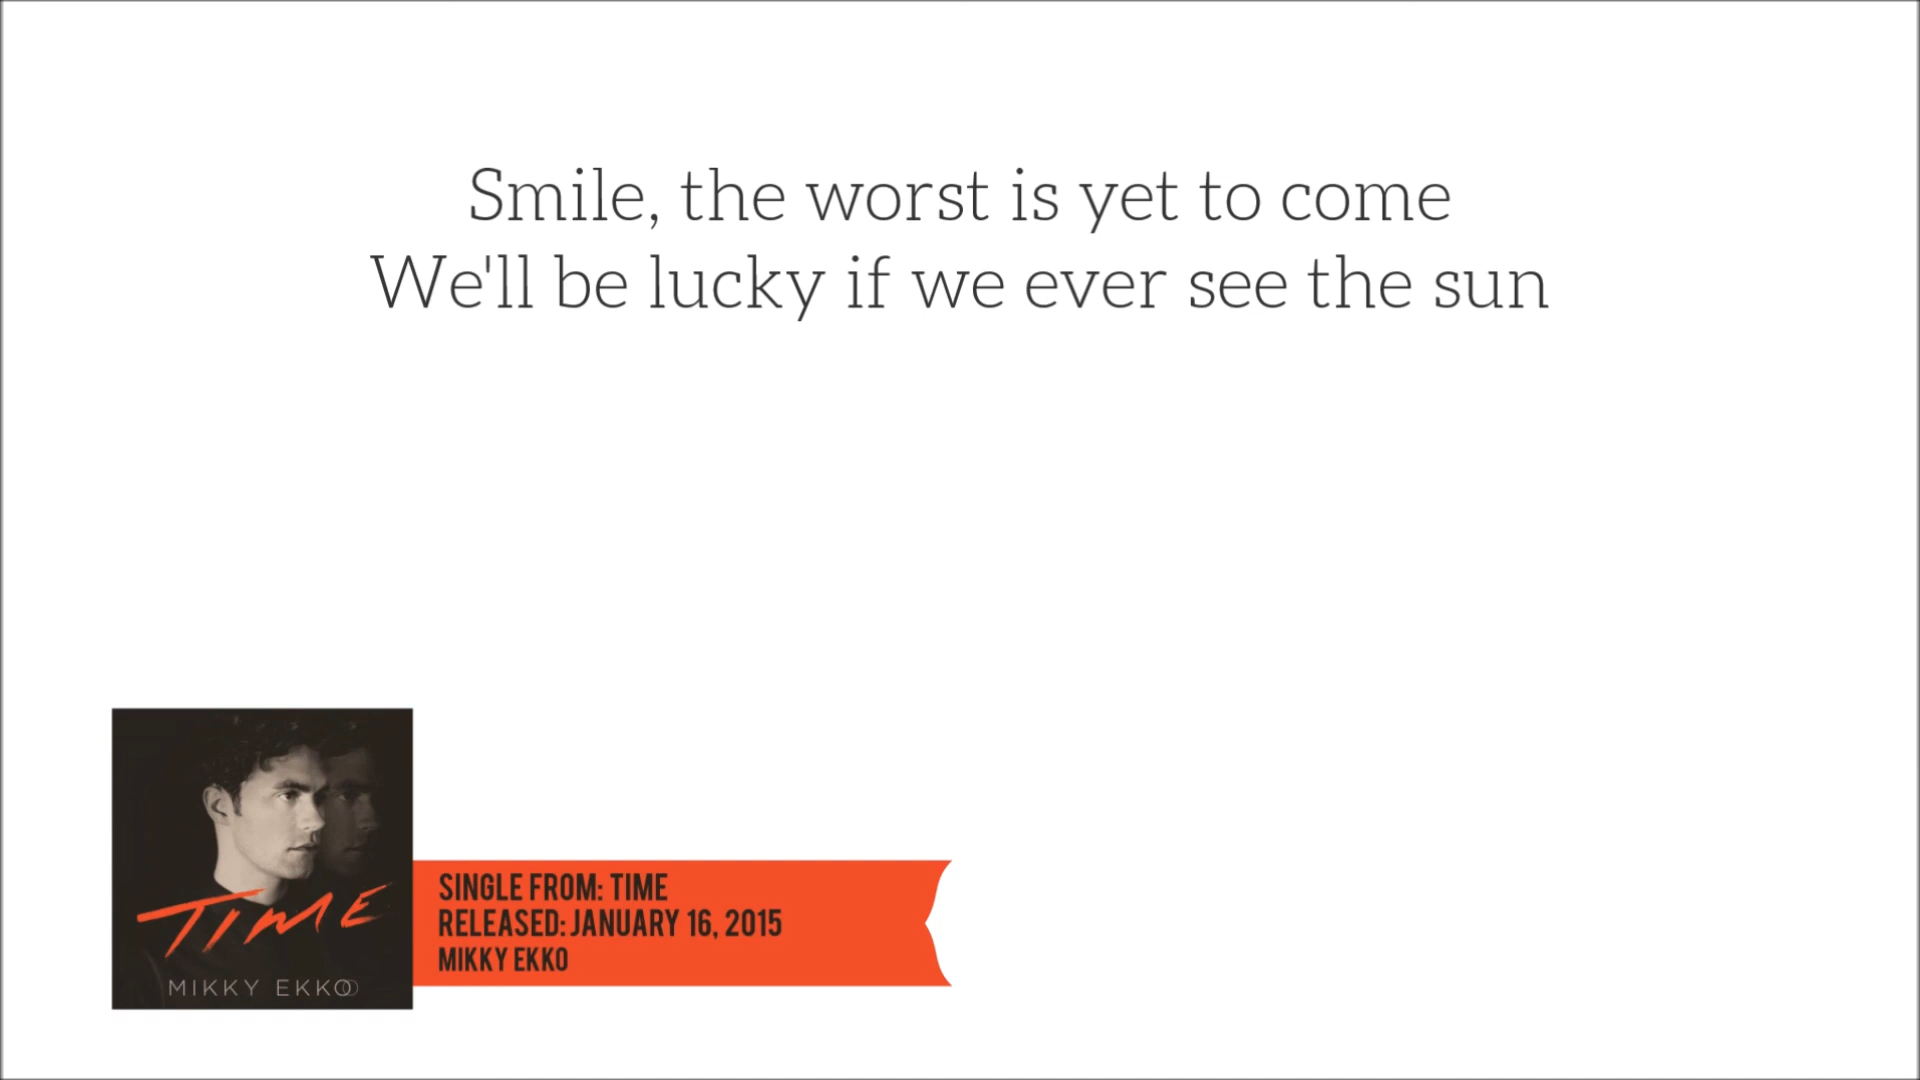 Smile, the worst is yet to come
We'll be lucky if we ever see the sun
TIME
MIKKY EKKO
SINGLE FROM: TIME
RELEASED: JANUARY 16, 2015
MIKKY EKKO